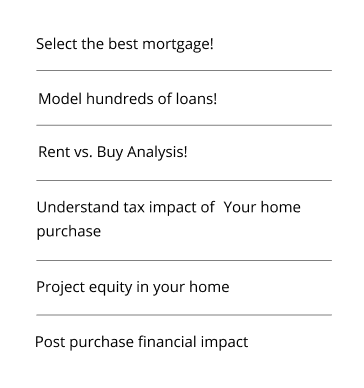 Select the best mortgage!
Model hundreds of loans!
Rent vs. Buy Analysis!
Understand tax impact of  Your home
purchase
Project equity in your home
Post purchase financial impact